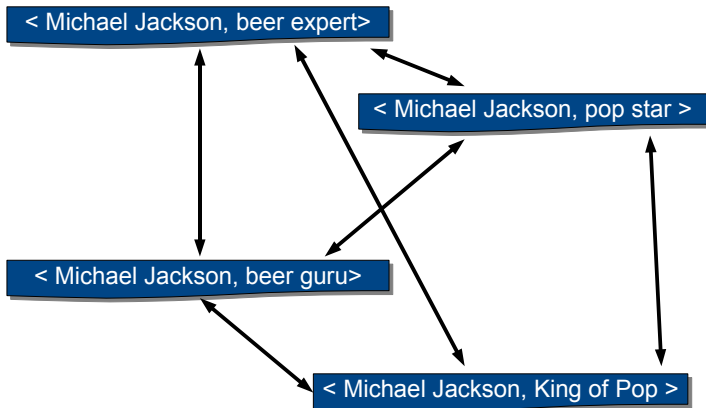 < Michael Jackson, beer expert>
< Michael Jackson, pop star >
< Michael Jackson, beer guru>
< Michael Jackson, King of Pop >